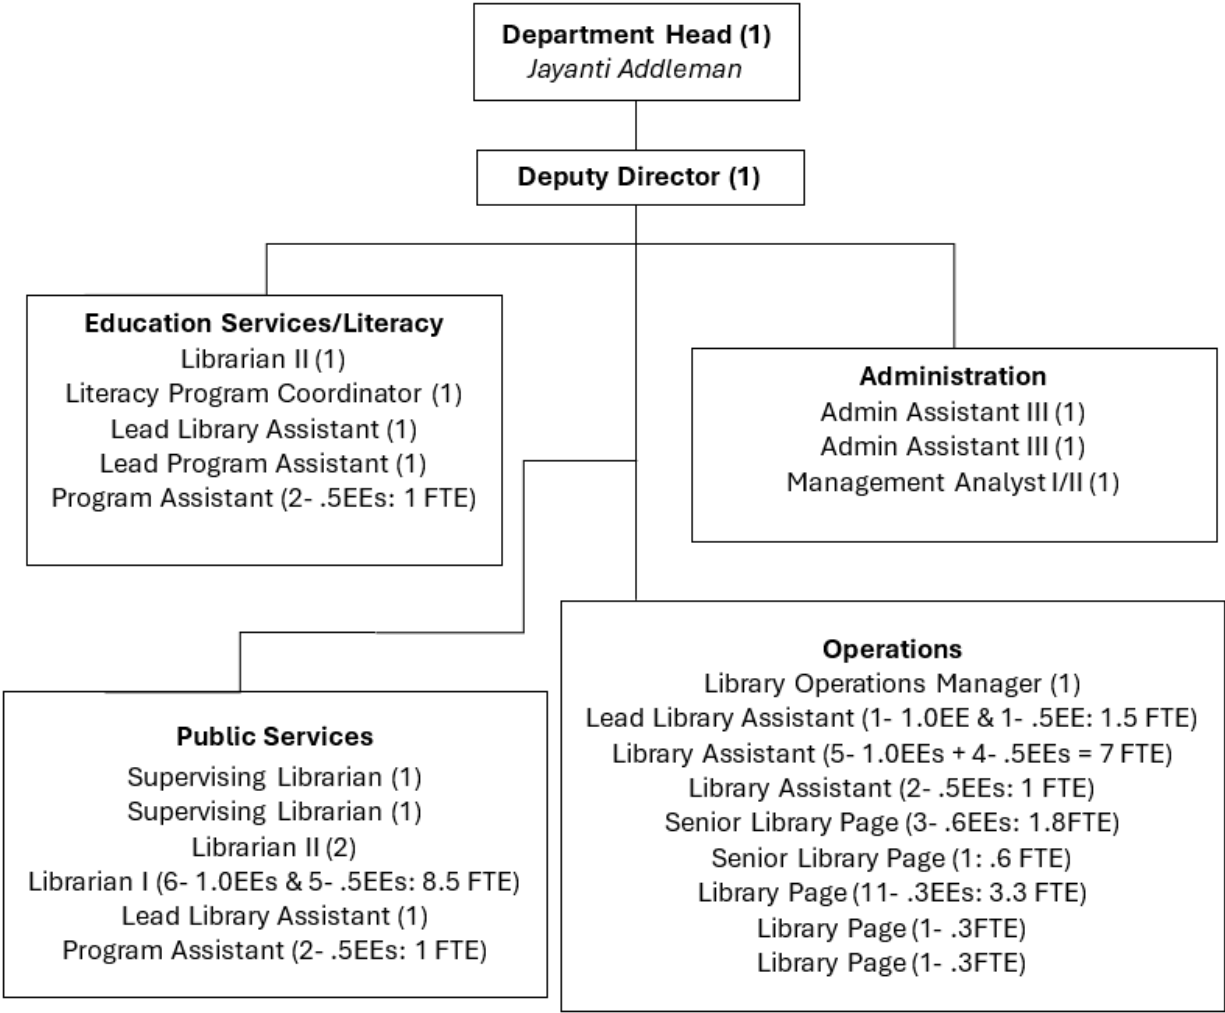 Department Head (1)
Jayanti Addleman
Deputy Director (1)
Education Services/Literacy
Librarian II (1)
Literacy Program Coordinator (1)
Lead Library Assistant (1)
Lead Program Assistant (1)
Program Assistant (2- .5EEs: 1 FTE)
Administration
Admin Assistant III (1)
Admin Assistant III (1)
Management Analyst I/II (1)
Public Services
Supervising Librarian (1)
Supervising Librarian (1)
Librarian II (2)
Librarian I (6- 1.0EEs & 5- .5EEs: 8.5 FTE)
Lead Library Assistant (1)
Program Assistant (2- .5EEs: 1 FTE)
Operations
Library Operations Manager (1)
Lead Library Assistant (1- 1.0EE & 1- .5EE: 1.5 FTE)
Library Assistant (5- 1.0EEs + 4- .5EEs = 7 FTE)
Library Assistant (2- .5EEs: 1 FTE)
Senior Library Page (3- .6EEs: 1.8FTE)
Senior Library Page (1: .6 FTE)
Library Page (11- .3EEs: 3.3 FTE)
Library Page (1- .3FTE)
Library Page (1- .3FTE)